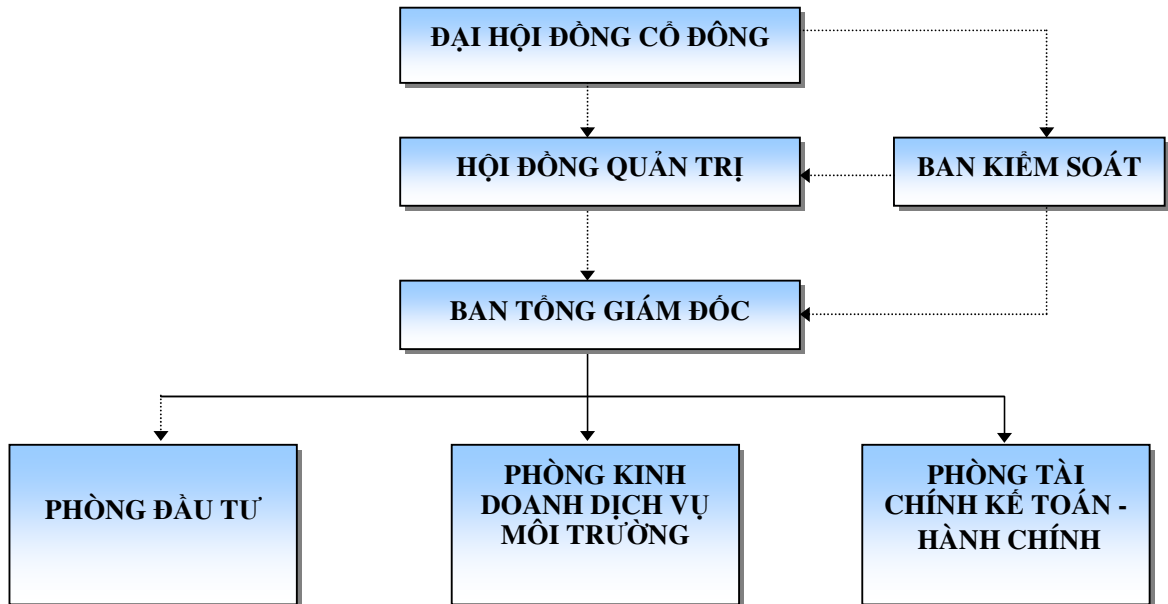 ĐẠI HỘI ĐỒNG CỔ ĐÔNG
HỘI ĐỒNG QUẢN TRỊ
BAN KIỂM SOÁT
BAN TỔNG GIÁM ĐỐC
PHÒNG ĐẦU TƯ
PHÒNG KINH
DOANH DỊCH VỤ
MÔI TRƯỜNG
PHÒNG TÀI
CHÍNH KẾ TOÁN -
HÀNH CHÍNH